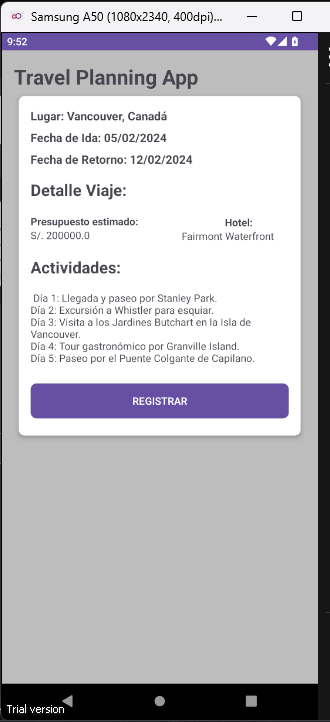 Samsung A50 (1080x2340, 400dpi)...
9:52
Travel Planning App
Lugar: Vancouver, Canadá
Fecha de Ida: 05/02/2024
Fecha de Retorno: 12/02/2024
Detalle Viaje:
Presupuesto estimado:
S/. 200000.0
Hotel:
Fairmont Waterfront
Actividades:
Día 1: Llegada y paseo por Stanley Park.
Día 2: Excursión a Whistler para esquiar.
Día 3: Visita a los Jardines Butchart en la Isla de
Vancouver.
Día 4: Tour gastronómico por Granville Island.
Día 5: Paseo por el Puente Colgante de Capilano.
REGISTRAR
Trial version